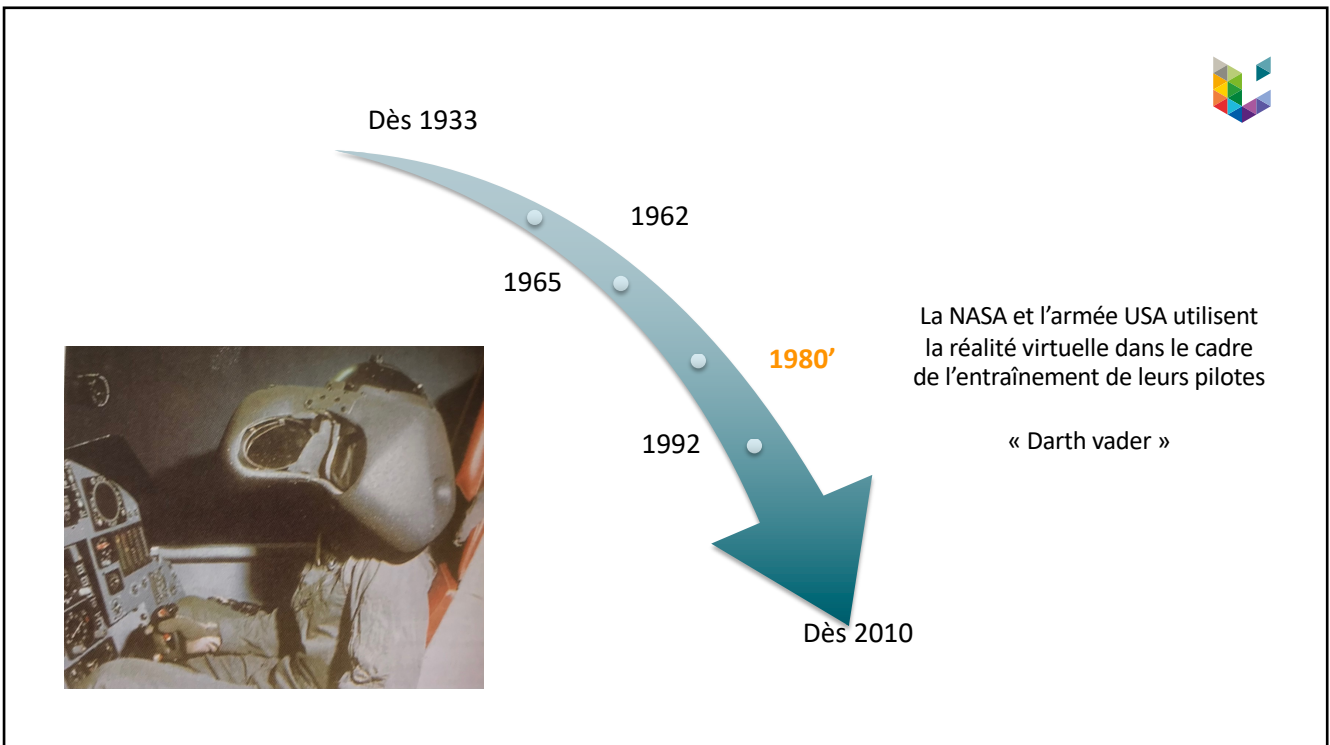 Dès 1933
1962
1965
1980’
1992
Dès 2010
La NASA et l’armée USA utilisent
la réalité virtuelle dans le cadre
de l’entraînement de leurs pilotes
« Darth vader »